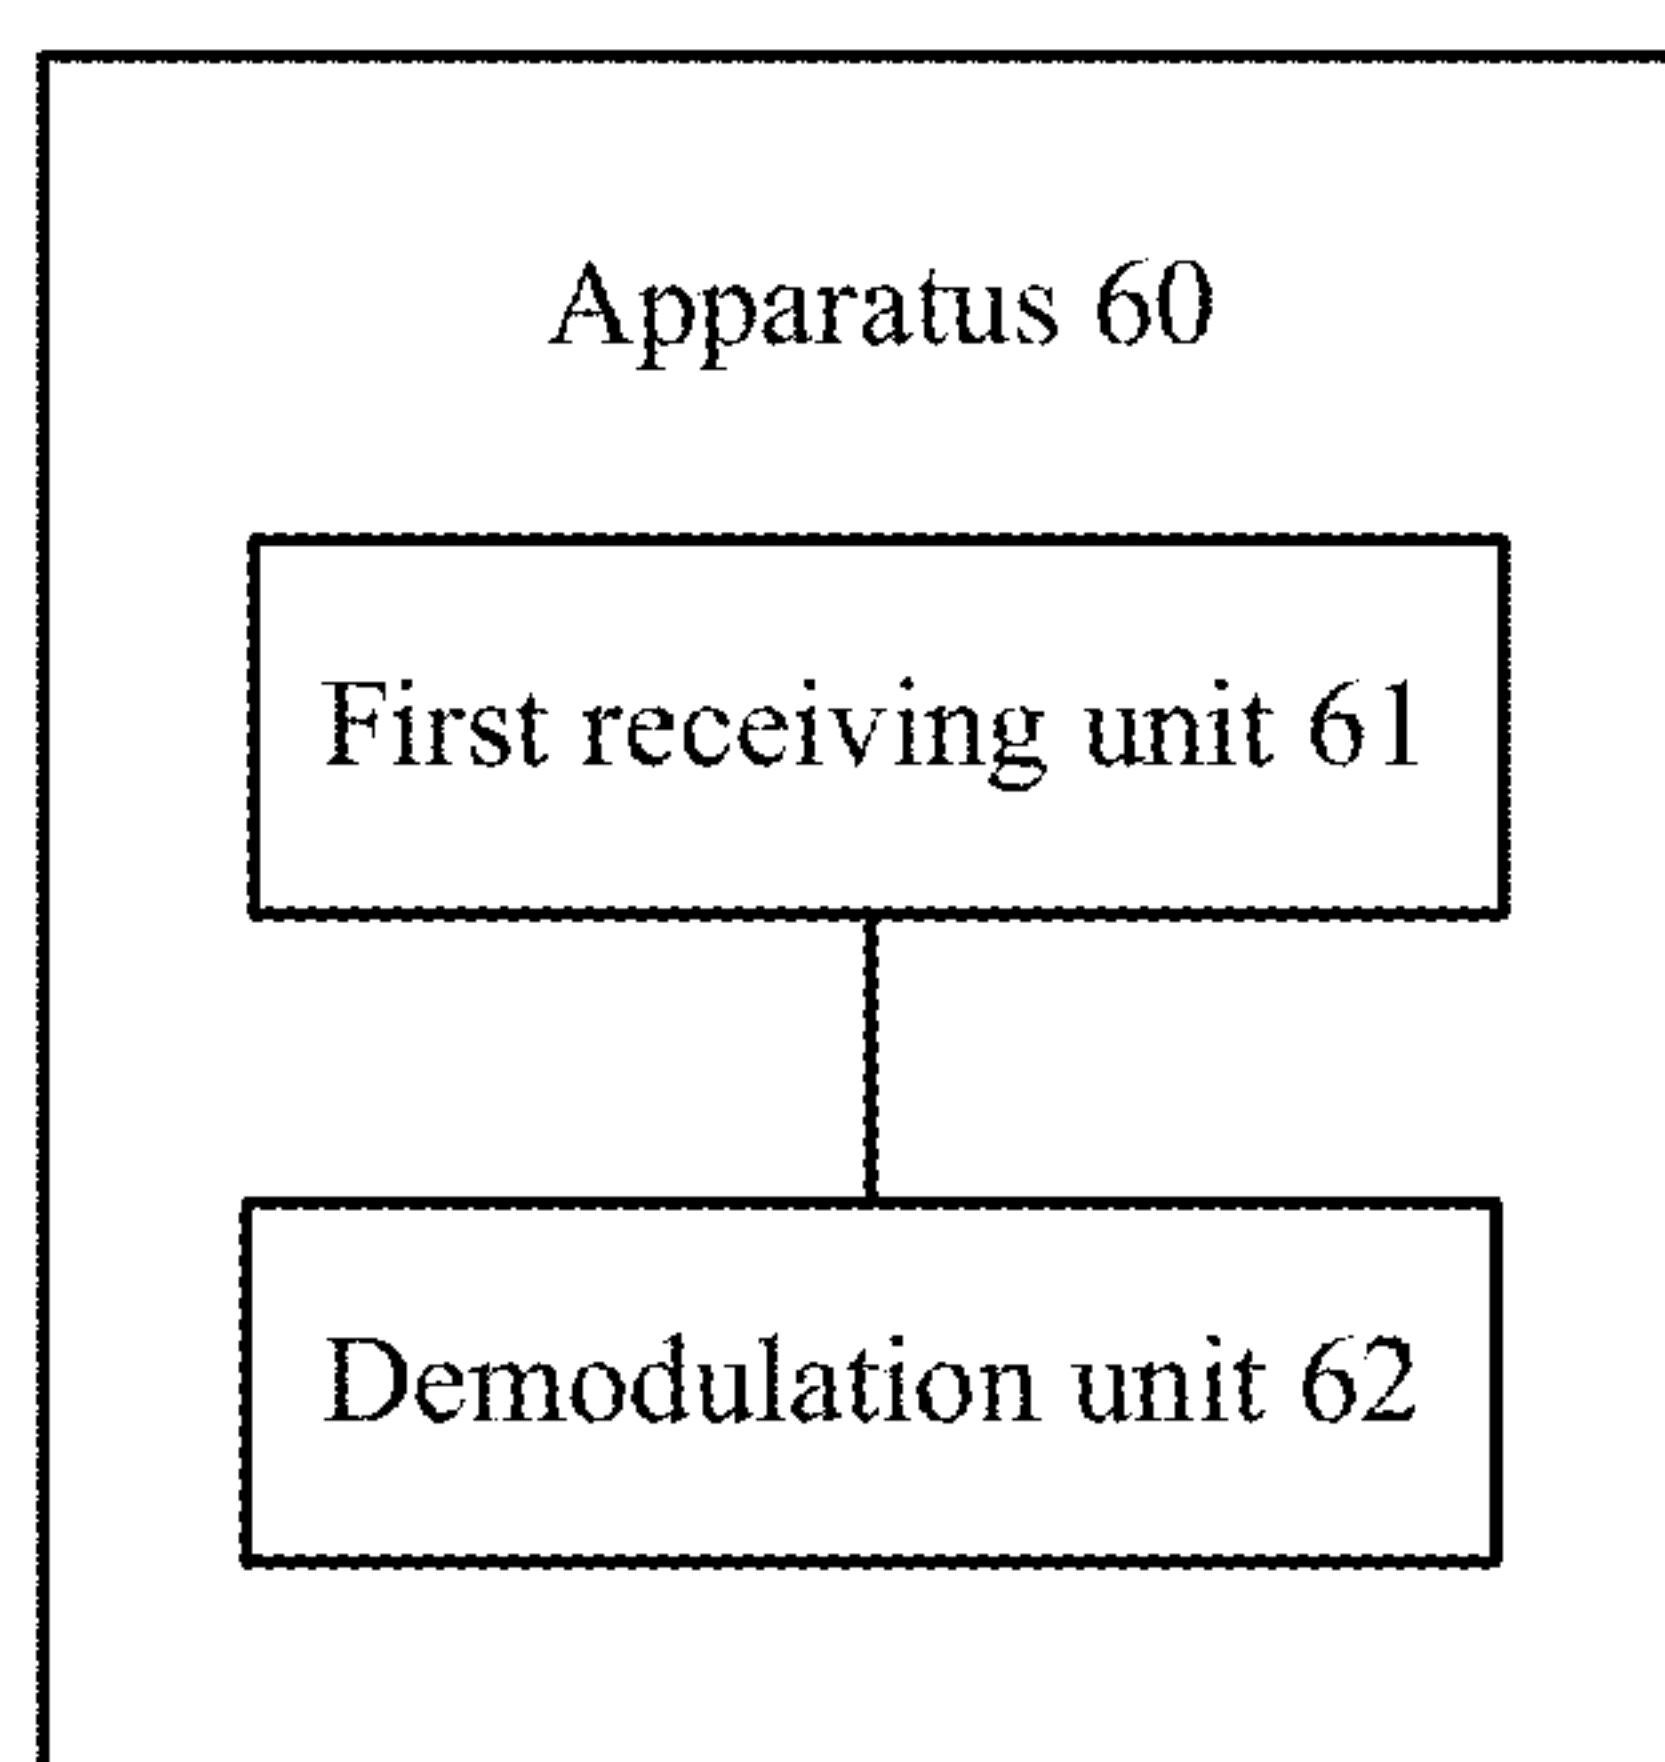 Apparatus 60
First receiving unit 61
Demodulation unit 62